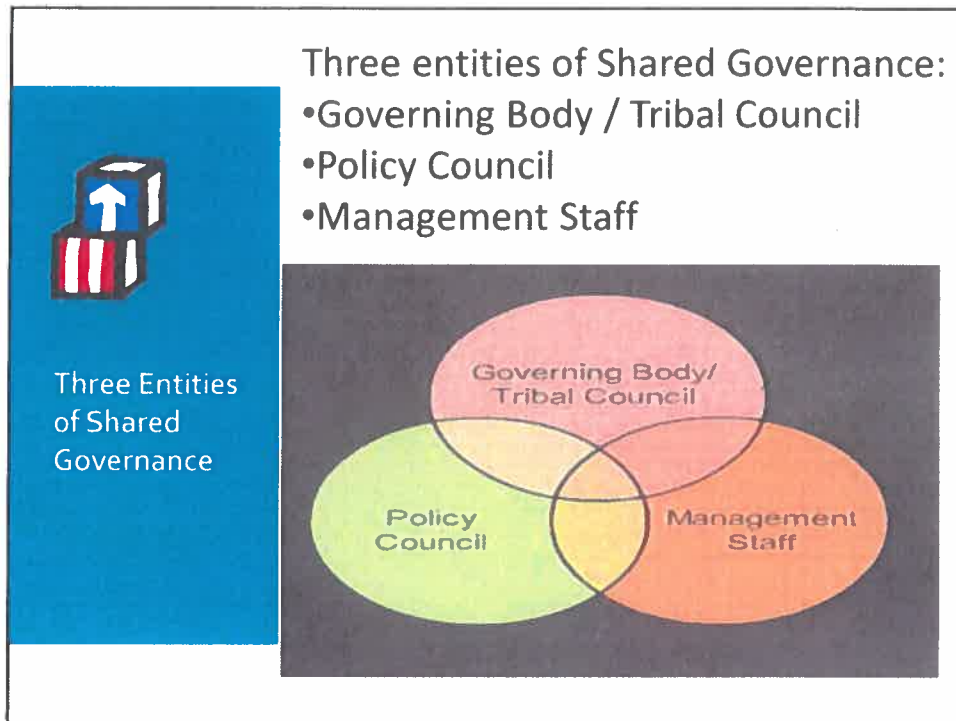 Three entities of Shared Governance:
•Governing Body / Tribal Council
•Policy Council
•Management Staff
Three Entities
of Shared
Governance
Governing Body/
Tribal Council
Policy
Council
Management
Staff